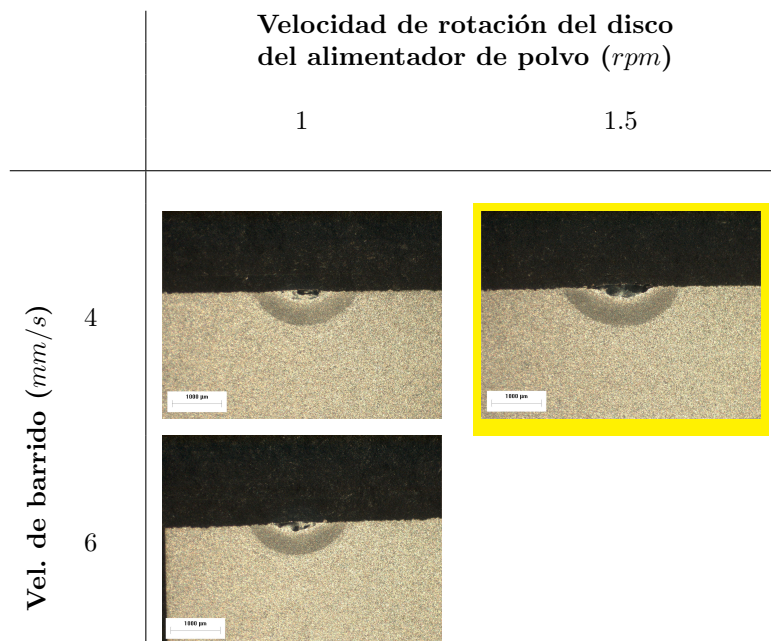 Velocidad de rotación del disco
del alimentador de polvo (rpm)
1 1.5
Vel. de barrido (mm/s)
4
1000 µm
1000 µm
6
1000 µm